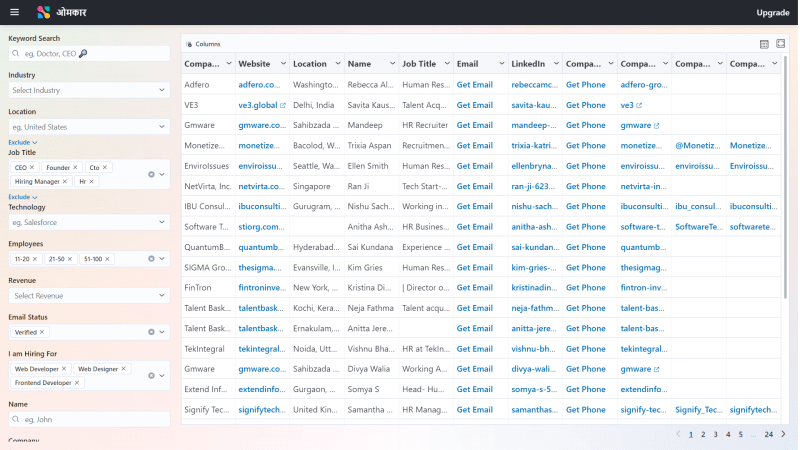 ओमकार
Upgrade
Keyword Search
eg, Doctor, CEO 🔎
Industry
Select Industry
Location
eg, United States
Exclude
Job Title
CEO Founder Cto
Hiring Manager Hr
Exclude
Technology
eg, Salesforce
Employees
11-20 21-50 51-100
Revenue
Select Revenue
Email Status
Verified
I am Hiring For
Web Developer Web Designer
Frontend Developer
Name
eg, John
Company
Columns
Compa... Website Location Name Job Title Email LinkedIn Compa... Compa... Compa... Compa...
Adfero adfero.co... Washingto... Rebecca Al... Human Res... Get Email rebeccamc... Get Phone adfero-gro...
VE3 ve3.global Delhi, India Savita Kaus... Talent Acq... Get Email savita-kau... Get Phone ve3
Gmware gmware.co... Sahibzada ... Mandeep HR Recruiter Get Email mandeep-... Get Phone gmware
Monetize... monetize... Bacolod, W... Trixia Aspan Recruitmen... Get Email trixia-katri... Get Phone monetize... @Monetiz... Monetize...
EnviroIssues enviroissu... Seattle, Wa... Ellen Smith Human Res... Get Email ellenbryna... Get Phone enviroissu... enviroissu... Enviroissu...
NetVirta, Inc. netvirta.co... Singapore Ran Ji Tech Start-... Get Email ran-ji-623... Get Phone netvirta-in...
IBU Consul... ibuconsulti... Gurugram, ... Nishu Sach... Working in... Get Email nishu-sach... Get Phone ibuconsulti... ibu_consul... ibuconsulti...
Software T... stiorg.com... Anitha Ash... HR Busines... Get Email anitha-ash... Get Phone software-t... SoftwareTe... softwarete...
QuantumB... quantumb... Hyderabad... Sai Kundana Experience ... Get Email sai-kundan... Get Phone quantumb...
SIGMA Gro... thesigma.... Evansville, I... Kim Gries Human Res... Get Email kim-gries-... Get Phone thesigmag...
FinTron fintroninve... New York, ... Kristina Di... | Director o... Get Email kristinadin... Get Phone fintron-inv...
Talent Bask... talentbask... Kochi, Kera... Neja Fathma Talent acqu... Get Email neja-fathm... Get Phone talent-bas...
Talent Bask... talentbask... Ernakulam,... Anitta Jere... Get Email anitta-jere... Get Phone talent-bas...
TekIntegral tekintegral... Noida, Utt... Vishnu Bha... HR at TekIn... Get Email vishnu-bh... Get Phone tekintegral...
Gmware gmware.co... Sahibzada ... Divya Walia Working A... Get Email divya-wali... Get Phone gmware
Extend Inf... extendinfo... Gurgaon, ... Somya S Head- Hu... Get Email somya-s-5... Get Phone extendinfo...
Signify Tec... signifytech... United Kin... Samantha ... HR Manag... Get Email samanthas... Get Phone signify-tec... Signify_Tec... signifytech...
1 2 3 4 5 ... 24